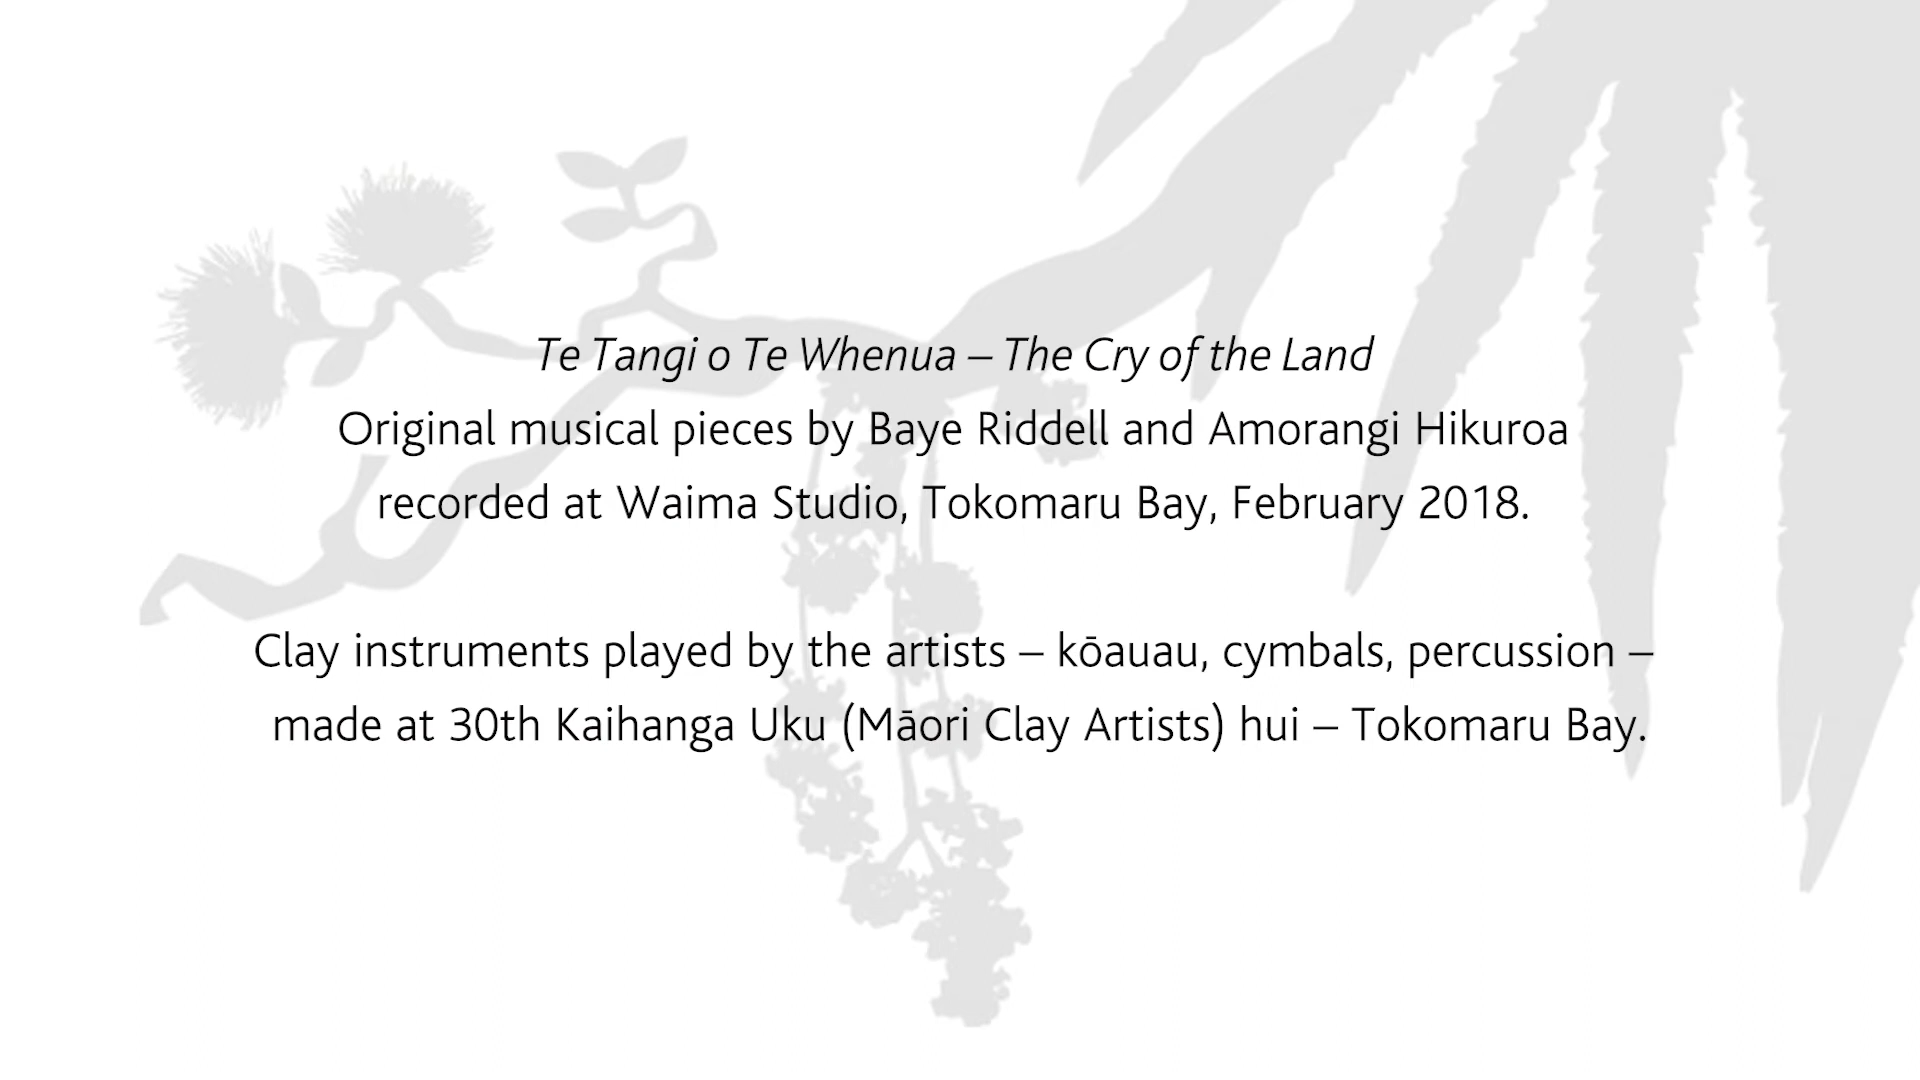 Te Tangi o Te Whenua – The Cry of the Land
Original musical pieces by Baye Riddell and Amorangi Hikuroa
recorded at Waima Studio, Tokomaru Bay, February 2018.
Clay instruments played by the artists – kōauau, cymbals, percussion –
made at 30th Kaihanga Uku (Māori Clay Artists) hui – Tokomaru Bay.